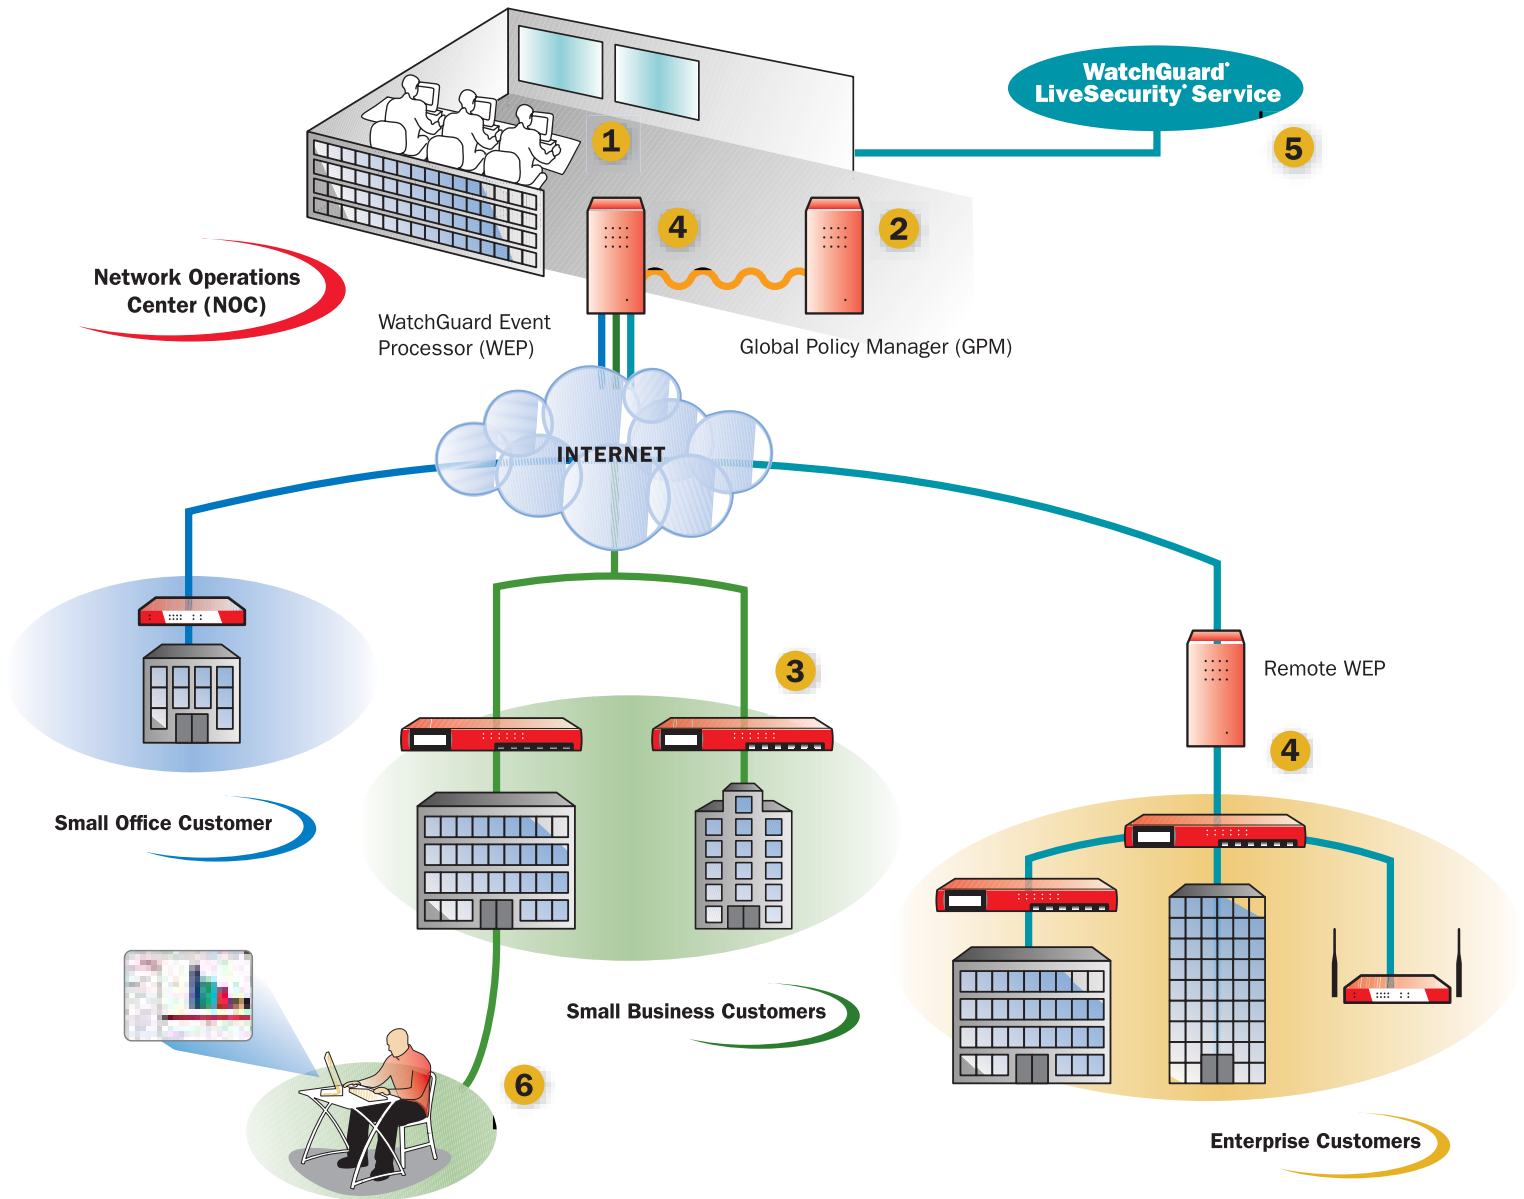 WatchGuard®
LiveSecurity® Service
1
5
4
2
Network Operations
Center (NOC)
WatchGuard Event
Processor (WEP)
Global Policy Manager (GPM)
INTERNET
3
Remote WEP
4
Small Office Customer
Small Business Customers
6
Enterprise Customers